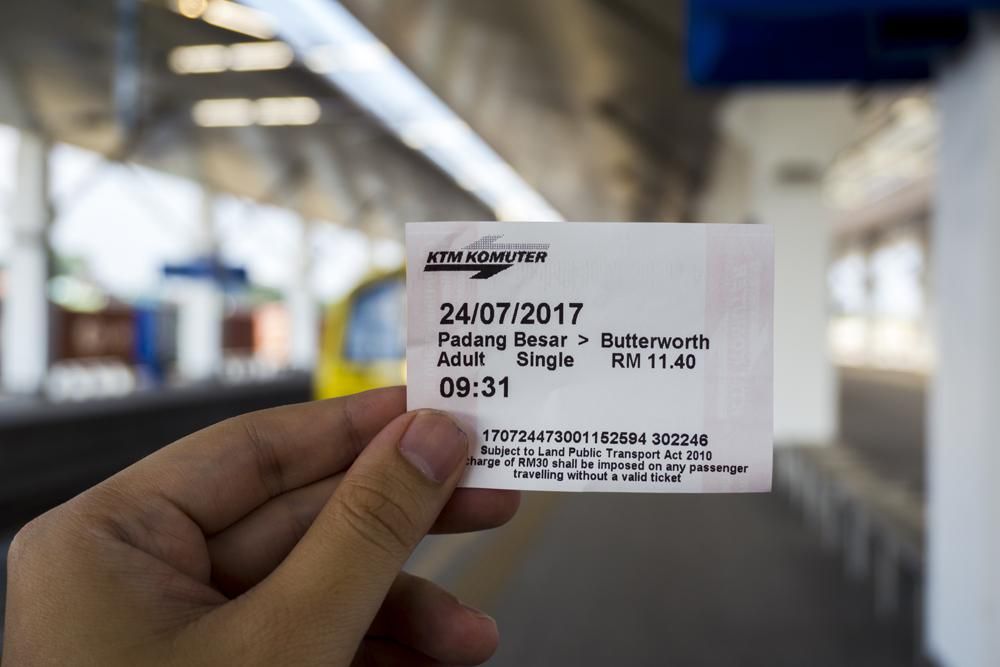 KTM KOMUTER
24/07/2017
Padang Besar > Butterworth
Adult Single RM 11.40
09:31
170724473001152594 302246
Subject to Land Public Transport Act 2010
charge of RM30 shall be imposed on any passenger
travelling without a valid ticket